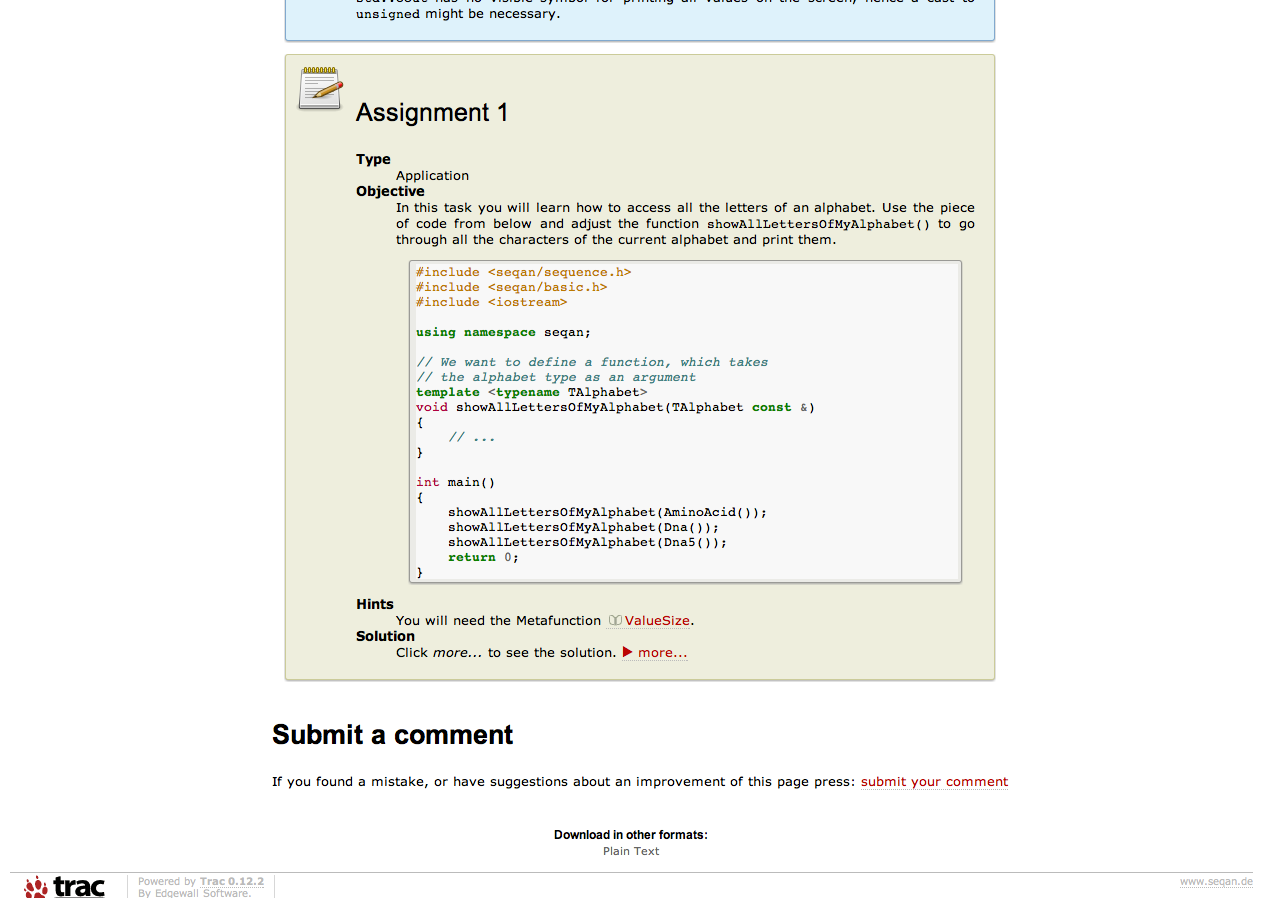 std::cout has no visible symbol for printing all values on the screen, hence a cast to
unsigned might be necessary.
Assignment 1
Type
Application
Objective
In this task you will learn how to access all the letters of an alphabet. Use the piece
of code from below and adjust the function showAllLettersOfMyAlphabet() to go
through all the characters of the current alphabet and print them.
#include <seqan/sequence.h>
#include <seqan/basic.h>
#include <iostream>
using namespace seqan;
// We want to define a function, which takes
// the alphabet type as an argument
template <typename TAlphabet>
void showAllLettersOfMyAlphabet(TAlphabet const &)
{
    // ...
}
int main()
{
    showAllLettersOfMyAlphabet(AminoAcid());
    showAllLettersOfMyAlphabet(Dna());
    showAllLettersOfMyAlphabet(Dna5());
    return 0;
}
Hints
You will need the Metafunction ValueSize.
Solution
Click more... to see the solution. more...
Submit a comment
If you found a mistake, or have suggestions about an improvement of this page press: submit your comment
Download in other formats:
Plain Text
trac
Powered by Trac 0.12.2
By Edgewall Software.
www.seqan.de